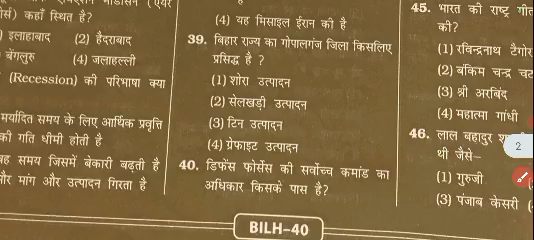 र्स) कहाँ स्थित है?
इलाहाबाद (2) हैदराबाद
बेंगलुरु (4) जलाहल्ली
(Recession) की परिभाषा क्या
मर्यादित समय के लिए आर्थिक प्रवृत्ति
की गति धीमी होती है
वह समय जिसमें बेकारी बढ़ती है
और मांग और उत्पादन गिरता है
(4) यह मिसाइल ईरान की है
39. बिहार राज्य का गोपालगंज जिला किसलिए
प्रसिद्ध है ?
(1) शोरा उत्पादन
(2) सेलखड़ी उत्पादन
(3) टिन उत्पादन
(4) ग्रेफाइट उत्पादन
40. डिफेंस फोर्सेस की सर्वोच्च कमांड का
अधिकार किसके पास है?
45. भारत की राष्ट्र गीत
की?
(1) रविन्द्रनाथ टैगोर
(2) बंकिम चन्द्र चट
(3) श्री अरबिंद
(4) महात्मा गांधी
46. लाल बहादुर
थी जैसे—
(1) गुरुजी
(3) पंजाब केसरी
2
BILH-40